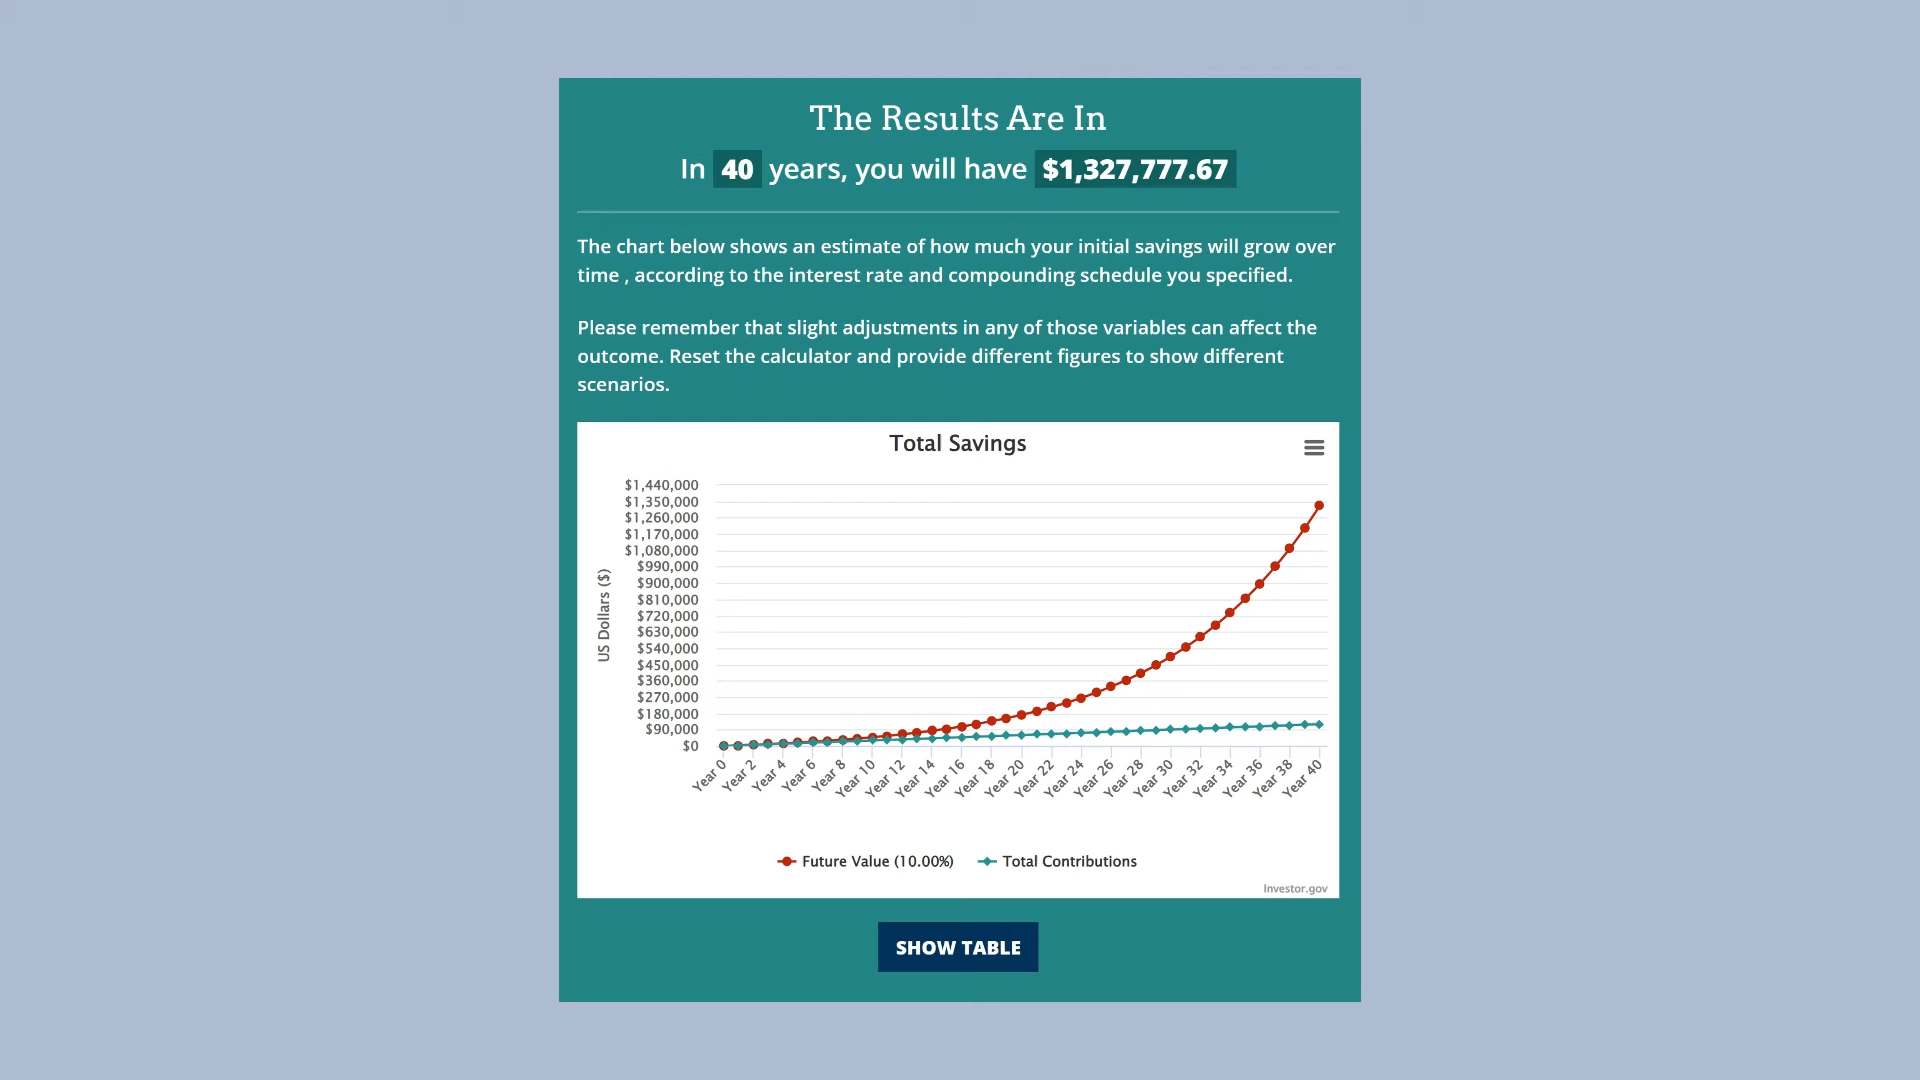 The Results Are In
In 40 years, you will have $1,327,777.67
The chart below shows an estimate of how much your initial savings will grow over
time , according to the interest rate and compounding schedule you specified.
Please remember that slight adjustments in any of those variables can affect the
outcome. Reset the calculator and provide different figures to show different
scenarios.
Total Savings
US Dollars ($)
$1,440,000
$1,350,000
$1,260,000
$1,170,000
$1,080,000
$990,000
$900,000
$810,000
$720,000
$630,000
$540,000
$450,000
$360,000
$270,000
$180,000
$90,000
$0
Year 0
Year 2
Year 4
Year 6
Year 8
Year 10
Year 12
Year 14
Year 16
Year 18
Year 20
Year 22
Year 24
Year 26
Year 28
Year 30
Year 32
Year 34
Year 36
Year 38
Year 40
Future Value (10.00%)
Total Contributions
Investor.gov
SHOW TABLE